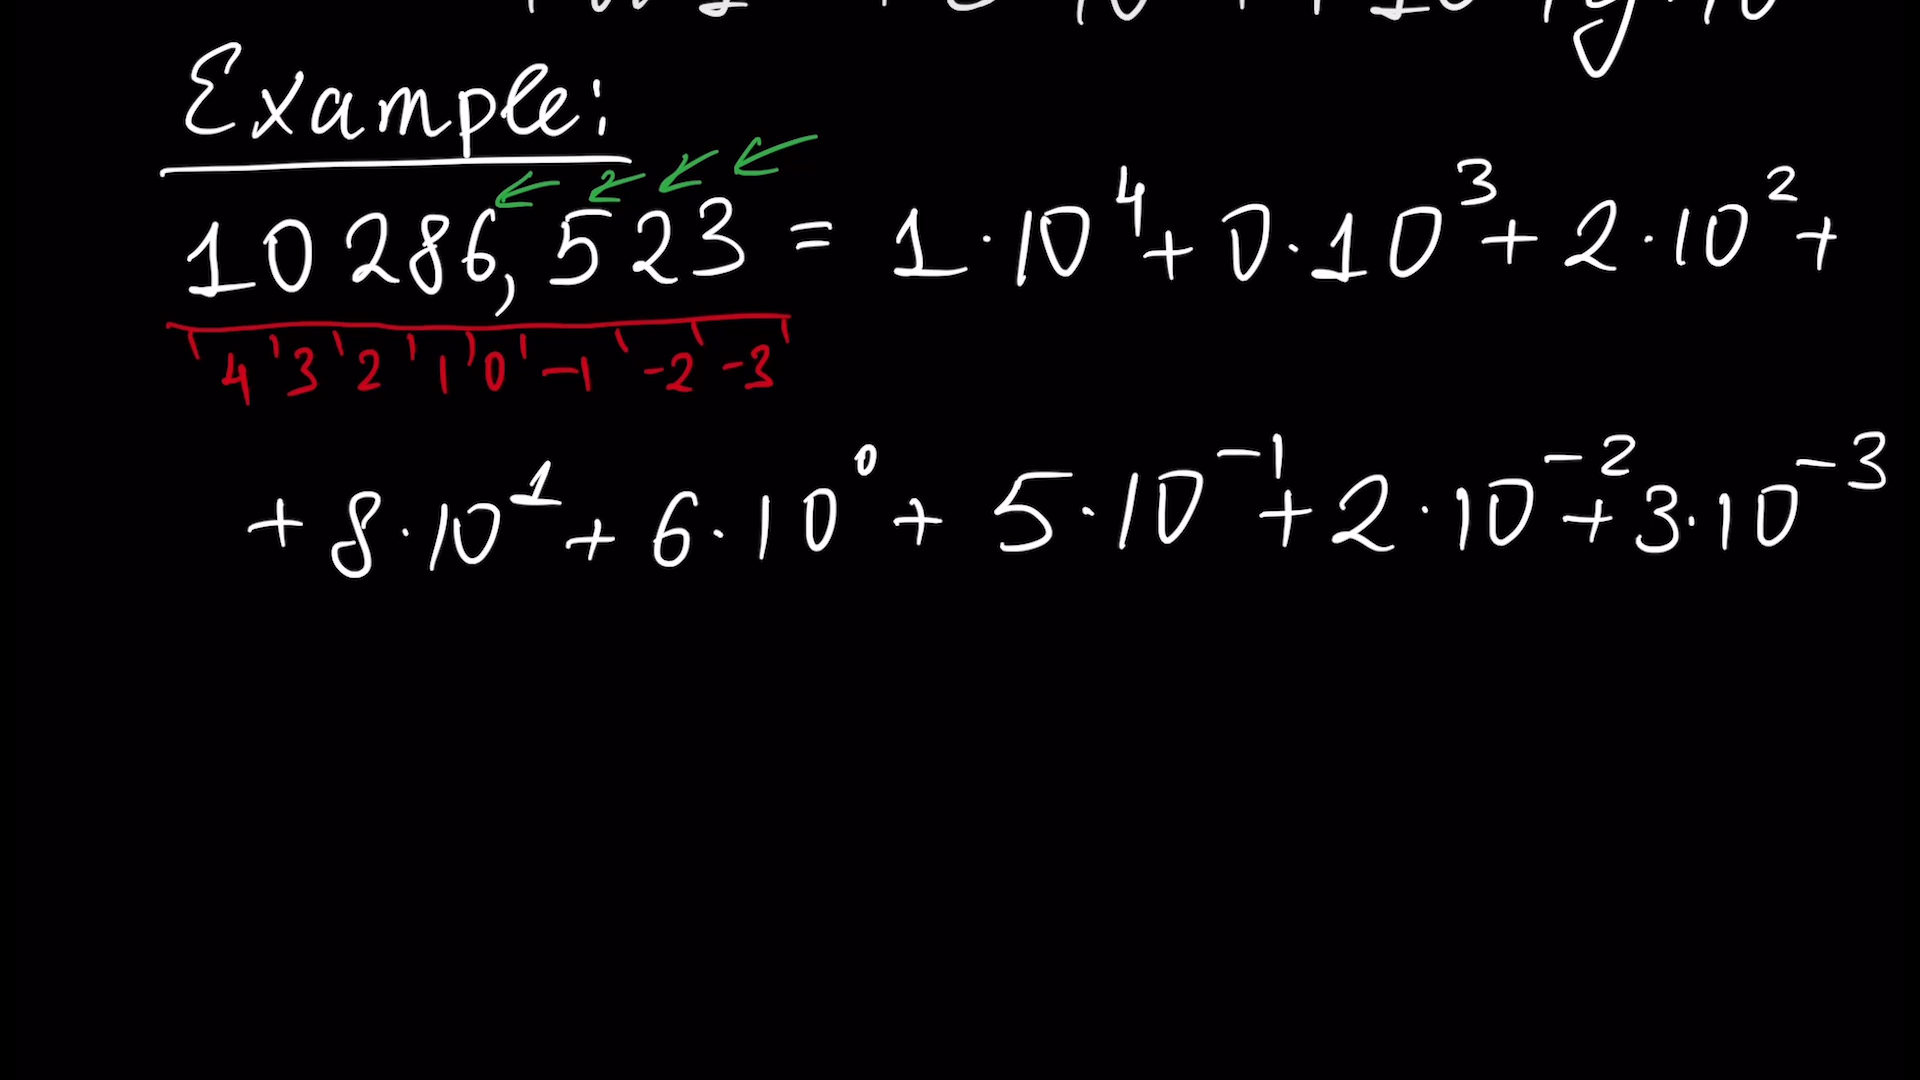 Example:
10286,523 = 1·10⁴+0·10³+2·10²+
4 3 2 1 0 -1 -2 -3
+8·10¹+6·10⁰+5·10⁻¹+2·10⁻²+3·10⁻³